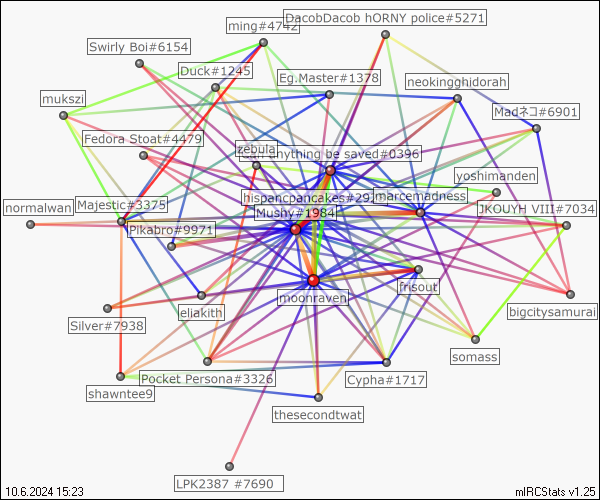 DacobDacob hORNY police#5271
ming#4742
Swirly Boi#6154
Duck#1245
Eg.Master#1378
neokingghidorah
mukszi
Madネコ#6901
Fedora Stoat#4479
zebula
anything be saved#0396
yoshimanden
hispancpancakes#29
marcemadness
normalwan
Majestic#3375
Mushy#1984
JKOUYH VIII#7034
Pikabro#9971
moonraven
frisout
eliakith
bigcitysamurai
Silver#7938
somass
Pocket Persona#3326
Cypha#1717
shawntee9
thesecondtwat
LPK2387 #7690
10.6.2024 15:23
mIRCStats v1.25